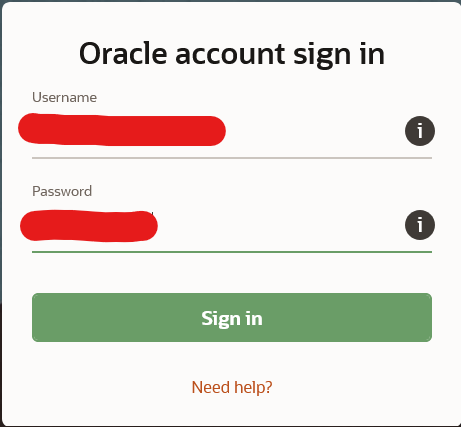 Oracle account sign in
Username
i
Password
i
Sign in
Need help?